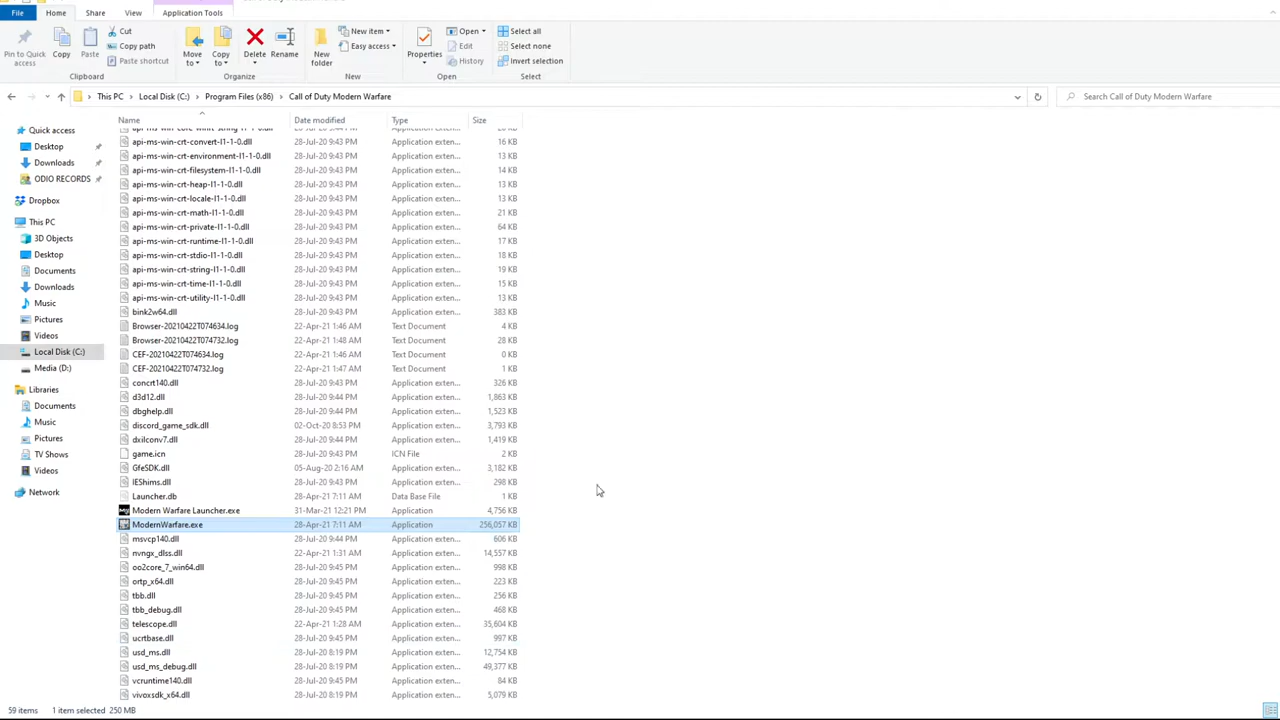 File Home Share View Application Tools
Pin to Quick access
Copy
Paste
Cut
Copy path
Paste shortcut
Clipboard
Move to
Copy to
Delete
Rename
Organize
New folder
New item
Easy access
New
Properties
Open
Edit
History
Open
Select all
Select none
Invert selection
Select
This PC > Local Disk (C:) > Program Files (x86) > Call of Duty Modern Warfare
Search Call of Duty Modern Warfare
Quick access
Desktop
Downloads
ODIO RECORDS
Dropbox
This PC
3D Objects
Desktop
Documents
Downloads
Music
Pictures
Videos
Local Disk (C:)
Media (D:)
Libraries
Documents
Music
Pictures
TV Shows
Videos
Network
Name Date modified Type Size
api-ms-win-crt-convert-l1-1-0.dll 28-Jul-20 9:43 PM Application exten... 16 KB
api-ms-win-crt-environment-l1-1-0.dll 28-Jul-20 9:43 PM Application exten... 13 KB
api-ms-win-crt-filesystem-l1-1-0.dll 28-Jul-20 9:43 PM Application exten... 14 KB
api-ms-win-crt-heap-l1-1-0.dll 28-Jul-20 9:43 PM Application exten... 13 KB
api-ms-win-crt-locale-l1-1-0.dll 28-Jul-20 9:43 PM Application exten... 13 KB
api-ms-win-crt-math-l1-1-0.dll 28-Jul-20 9:43 PM Application exten... 21 KB
api-ms-win-crt-private-l1-1-0.dll 28-Jul-20 9:43 PM Application exten... 64 KB
api-ms-win-crt-runtime-l1-1-0.dll 28-Jul-20 9:43 PM Application exten... 17 KB
api-ms-win-crt-stdio-l1-1-0.dll 28-Jul-20 9:43 PM Application exten... 18 KB
api-ms-win-crt-string-l1-1-0.dll 28-Jul-20 9:43 PM Application exten... 19 KB
api-ms-win-crt-time-l1-1-0.dll 28-Jul-20 9:43 PM Application exten... 15 KB
api-ms-win-crt-utility-l1-1-0.dll 28-Jul-20 9:43 PM Application exten... 13 KB
bink2w64.dll 28-Jul-20 9:43 PM Application exten... 383 KB
Browser-20210422T074634.log 22-Apr-21 1:46 AM Text Document 4 KB
Browser-20210422T074732.log 22-Apr-21 1:48 AM Text Document 28 KB
CEF-20210422T074634.log 22-Apr-21 1:46 AM Text Document 0 KB
CEF-20210422T074732.log 22-Apr-21 1:47 AM Text Document 1 KB
concrt140.dll 28-Jul-20 9:43 PM Application exten... 326 KB
d3d12.dll 28-Jul-20 9:44 PM Application exten... 1,863 KB
dbghelp.dll 28-Jul-20 9:44 PM Application exten... 1,523 KB
discord_game_sdk.dll 02-Oct-20 8:53 PM Application exten... 3,793 KB
dxilconv7.dll 28-Jul-20 9:44 PM Application exten... 1,419 KB
game.icn 28-Jul-20 9:43 PM ICN File 2 KB
GfeSDK.dll 05-Aug-20 2:16 AM Application exten... 3,182 KB
IEShims.dll 28-Jul-20 9:43 PM Application exten... 298 KB
Launcher.db 28-Apr-21 7:11 AM Data Base File 1 KB
Modern Warfare Launcher.exe 31-Mar-21 12:21 PM Application 4,756 KB
ModernWarfare.exe 28-Apr-21 7:11 AM Application 256,057 KB
msvcp140.dll 28-Jul-20 9:44 PM Application exten... 606 KB
nvngx_dlss.dll 22-Apr-21 1:31 AM Application exten... 14,557 KB
oo2core_7_win64.dll 28-Jul-20 9:45 PM Application exten... 998 KB
ortp_x64.dll 28-Jul-20 9:45 PM Application exten... 223 KB
tbb.dll 28-Jul-20 9:45 PM Application exten... 256 KB
tbb_debug.dll 28-Jul-20 9:45 PM Application exten... 468 KB
telescope.dll 22-Apr-21 1:28 AM Application exten... 35,604 KB
ucrtbase.dll 28-Jul-20 9:45 PM Application exten... 997 KB
usd_ms.dll 28-Jul-20 8:19 PM Application exten... 12,754 KB
usd_ms_debug.dll 28-Jul-20 8:19 PM Application exten... 49,377 KB
vcruntime140.dll 28-Jul-20 9:45 PM Application exten... 84 KB
vivoxsdk_x64.dll 28-Jul-20 8:19 PM Application exten... 5,079 KB
59 items 1 item selected 250 MB